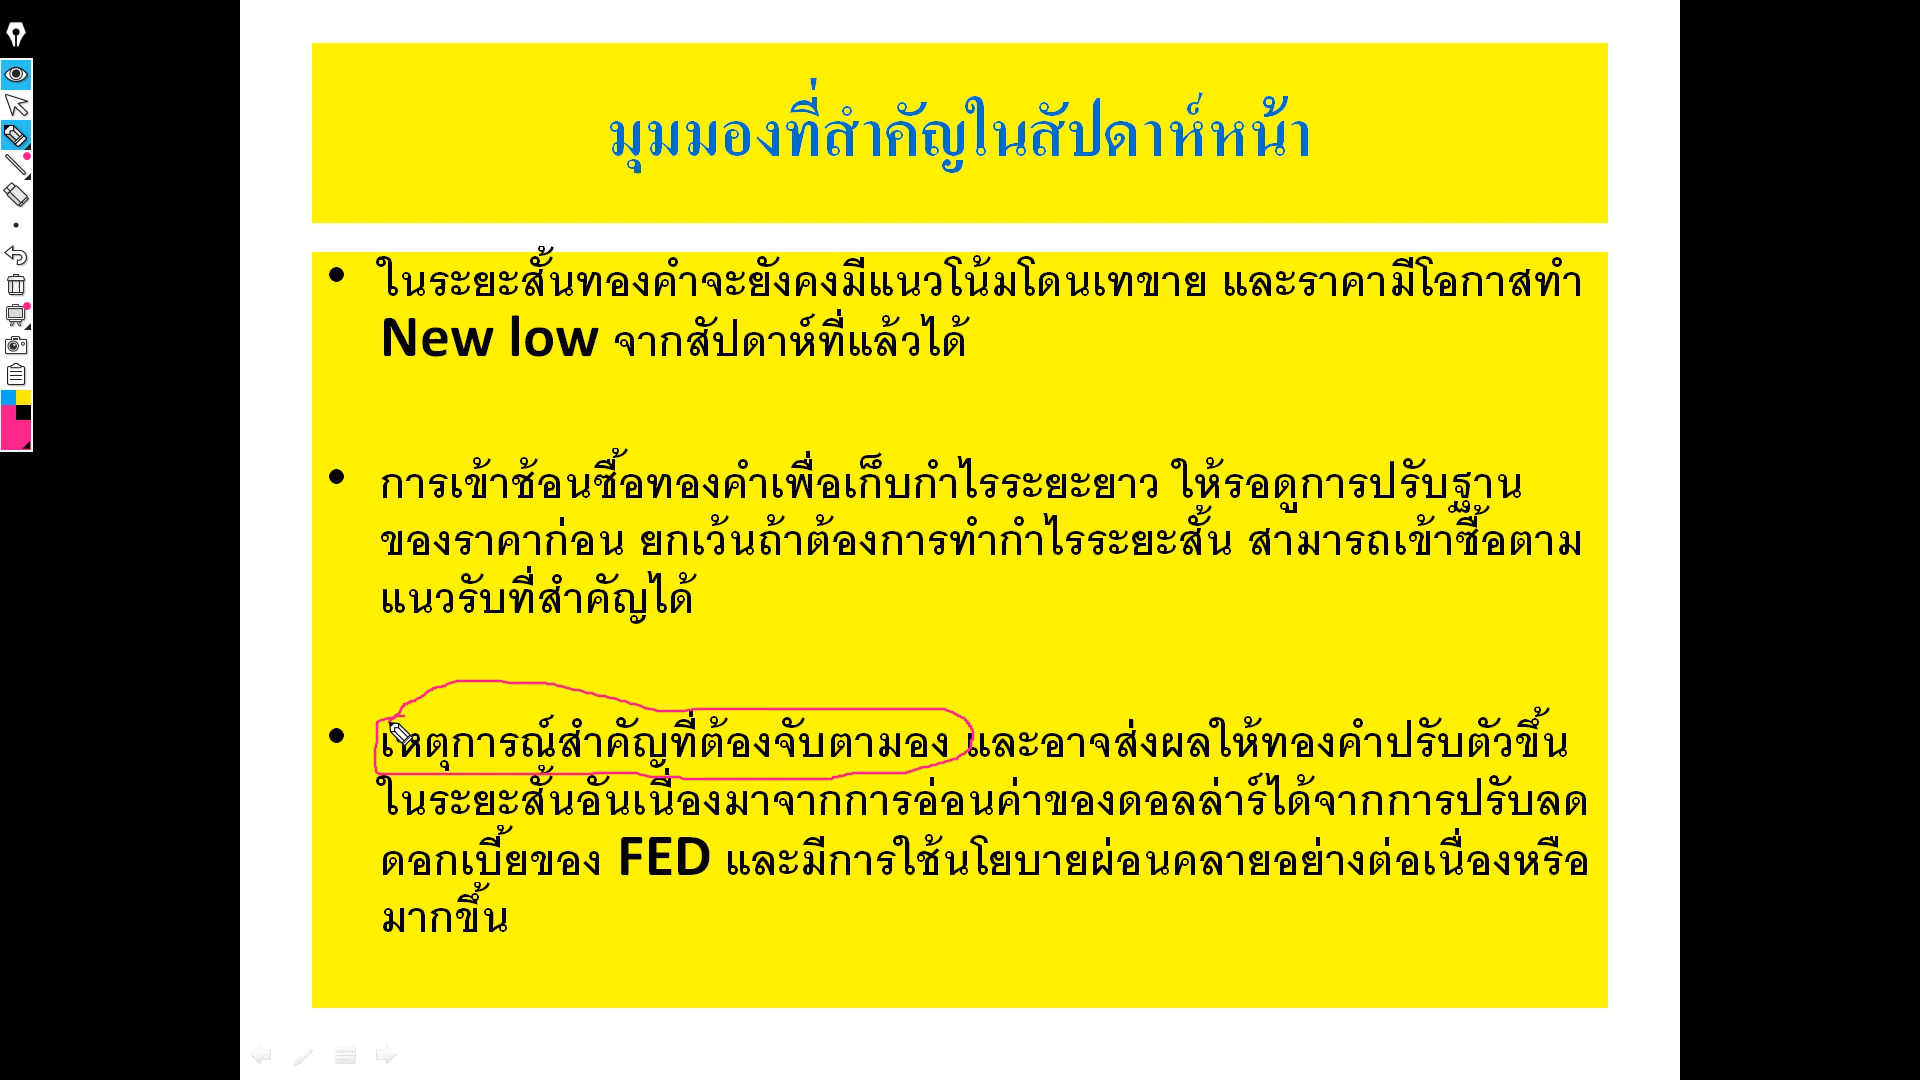 มุมมองที่สำคัญในสัปดาห์หน้า
• ในระยะสั้นทองคำจะยังคงมีแนวโน้มโดนเทขาย และราคามีโอกาสทำ
New low จากสัปดาห์ที่แล้วได้
• การเข้าช้อนซื้อทองคำเพื่อเก็บกำไรระยะยาว ให้รอดูการปรับฐาน
ของราคาก่อน ยกเว้นถ้าต้องการทำกำไรระยะสั้น สามารถเข้าซื้อตาม
แนวรับที่สำคัญได้
• เหตุการณ์สำคัญที่ต้องจับตามอง และอาจส่งผลให้ทองคำปรับตัวขึ้น
ในระยะสั้นอันเนื่องมาจากการอ่อนค่าของดอลล่าร์ได้จากการปรับลด
ดอกเบี้ยของ FED และมีการใช้นโยบายผ่อนคลายอย่างต่อเนื่องหรือ
มากขึ้น